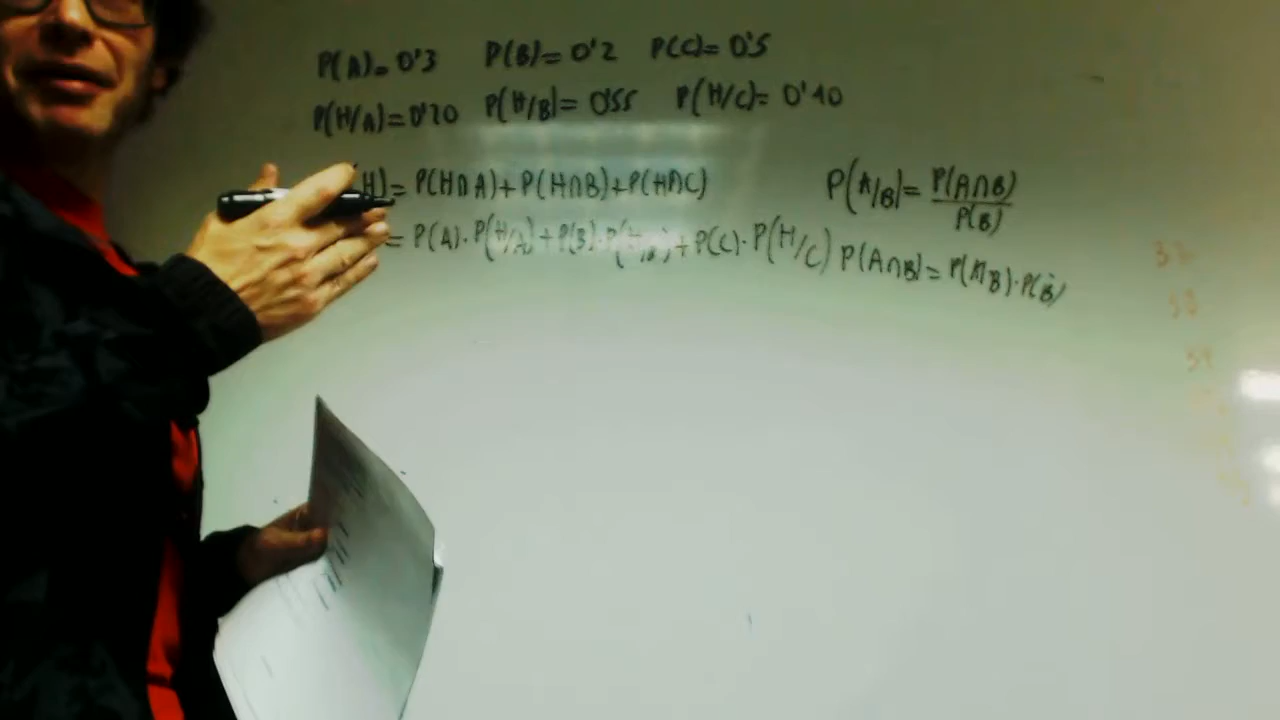 P(A)= 0'3 P(B)= 0'2 P(C)= 0'5
P(H/A)=0'20 P(H/B)= 0'55 P(H/C)= 0'40
H)= P(H∩A)+P(H∩B)+P(H∩C)
= P(A)·P(H/A)+P(B)·P(H/B)+P(C)·P(H/C)
P(A/B)= P(A∩B)
P(B)
P(A∩B)= P(A/B)·P(B)